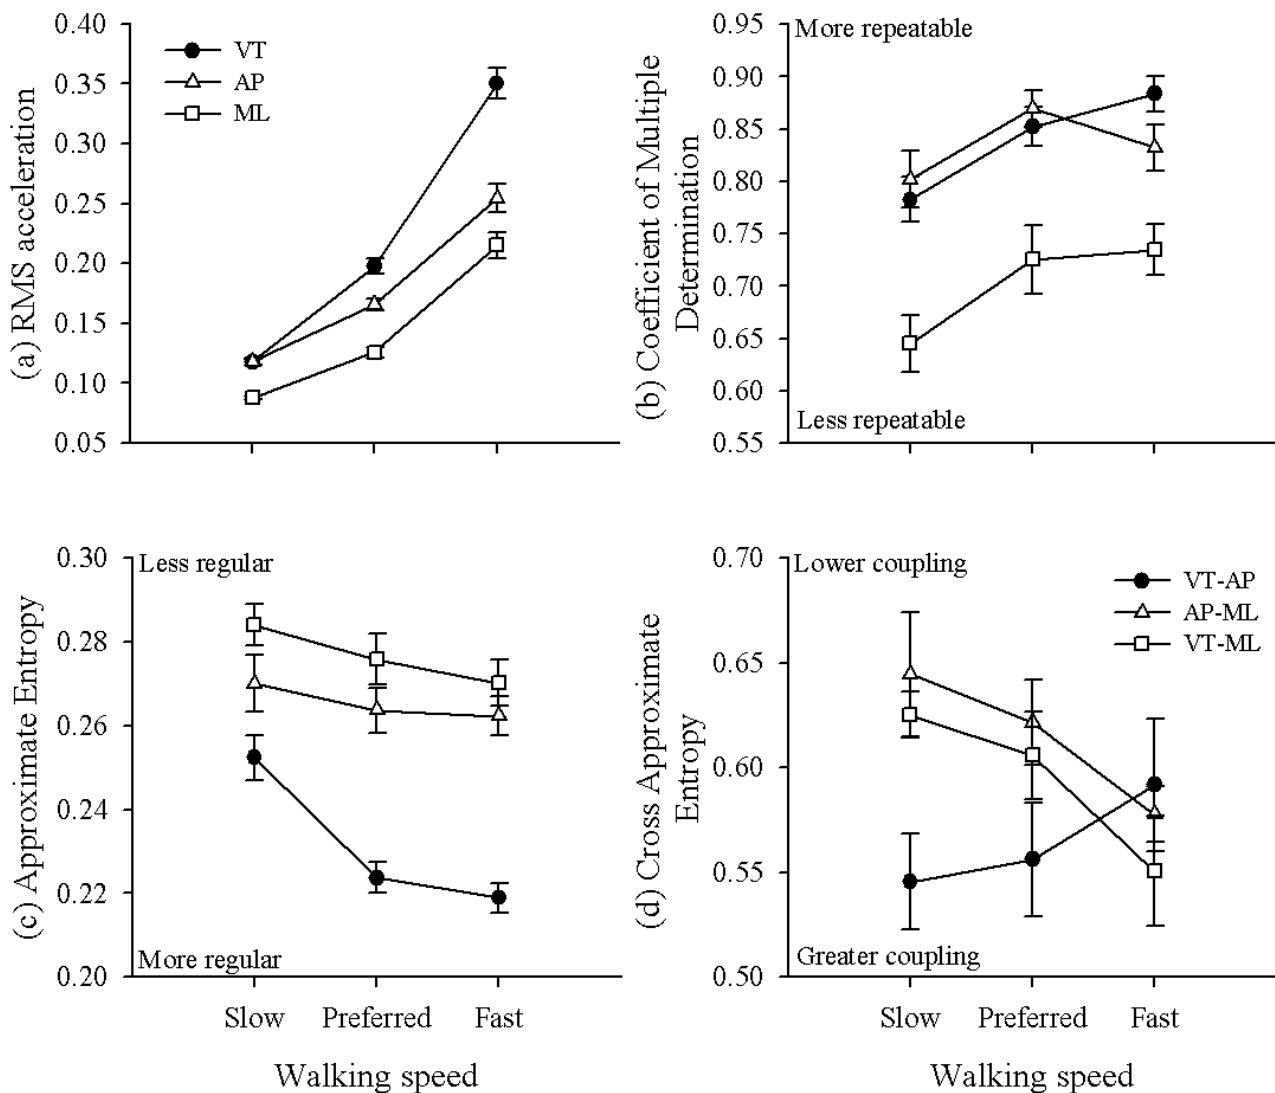 (a) RMS acceleration
0.40
0.35
0.30
0.25
0.20
0.15
0.10
0.05
VT
AP
ML
(b) Coefficient of Multiple
Determination
0.95
0.90
0.85
0.80
0.75
0.70
0.65
0.60
0.55
More repeatable
Less repeatable
(c) Approximate Entropy
0.30
0.28
0.26
0.24
0.22
0.20
Less regular
More regular
Slow Preferred Fast
Walking speed
(d) Cross Approximate
Entropy
0.70
0.65
0.60
0.55
0.50
Lower coupling
VT-AP
AP-ML
VT-ML
Greater coupling
Slow Preferred Fast
Walking speed